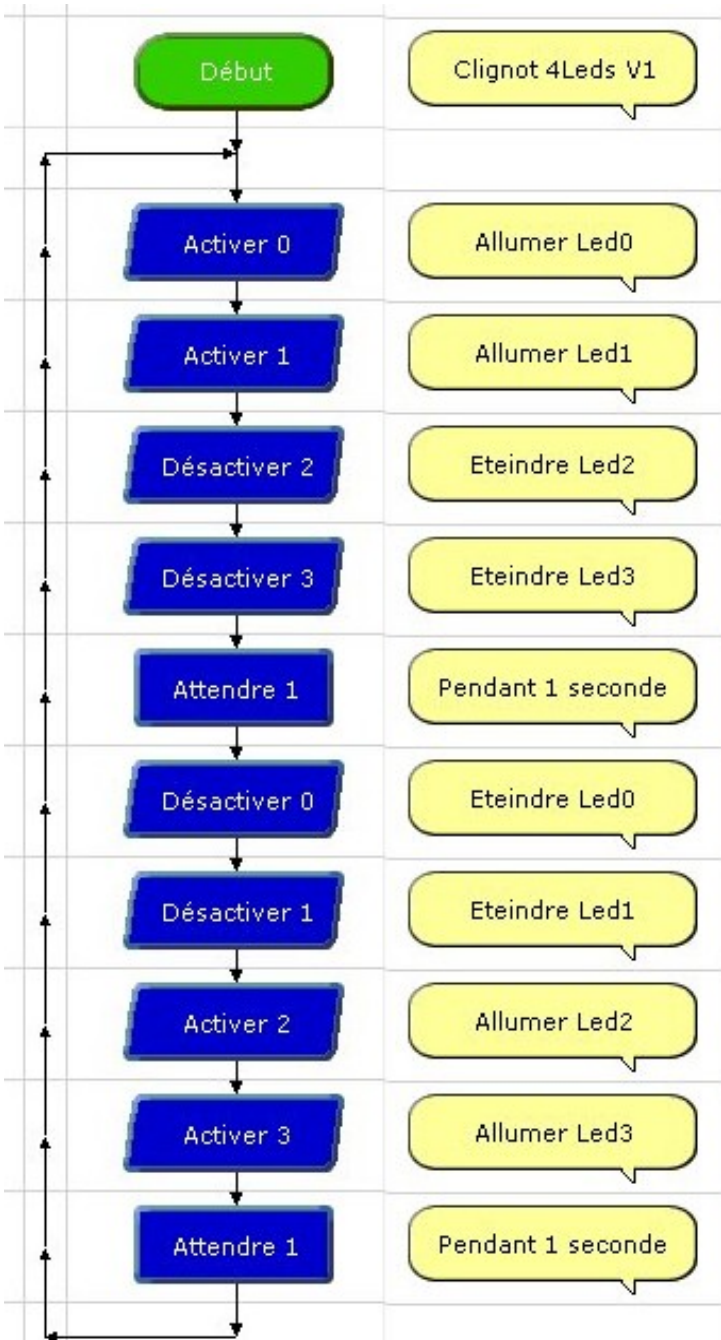 Début
Clignot 4Leds V1
Activer 0
Allumer Led0
Activer 1
Allumer Led1
Désactiver 2
Eteindre Led2
Désactiver 3
Eteindre Led3
Attendre 1
Pendant 1 seconde
Désactiver 0
Eteindre Led0
Désactiver 1
Eteindre Led1
Activer 2
Allumer Led2
Activer 3
Allumer Led3
Attendre 1
Pendant 1 seconde